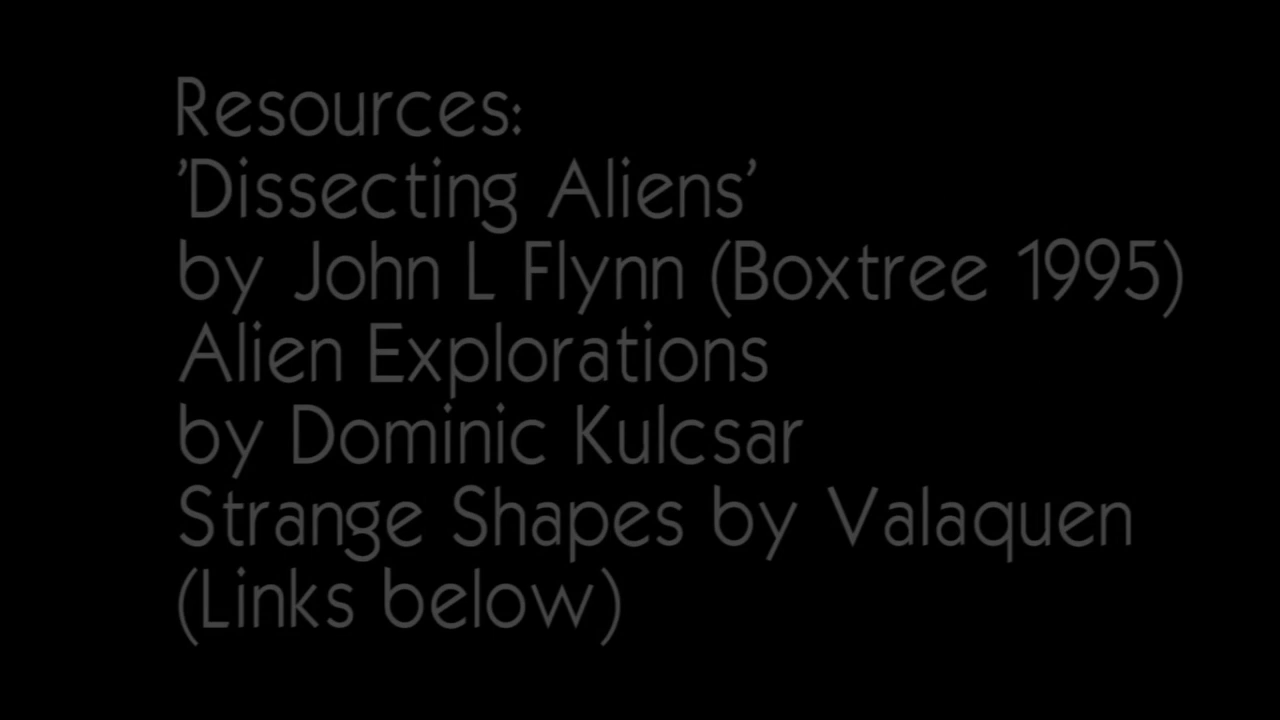 Resources:
'Dissecting Aliens'
by John L Flynn (Boxtree 1995)
Alien Explorations
by Dominic Kulcsar
Strange Shapes by Valaquen
(Links below)